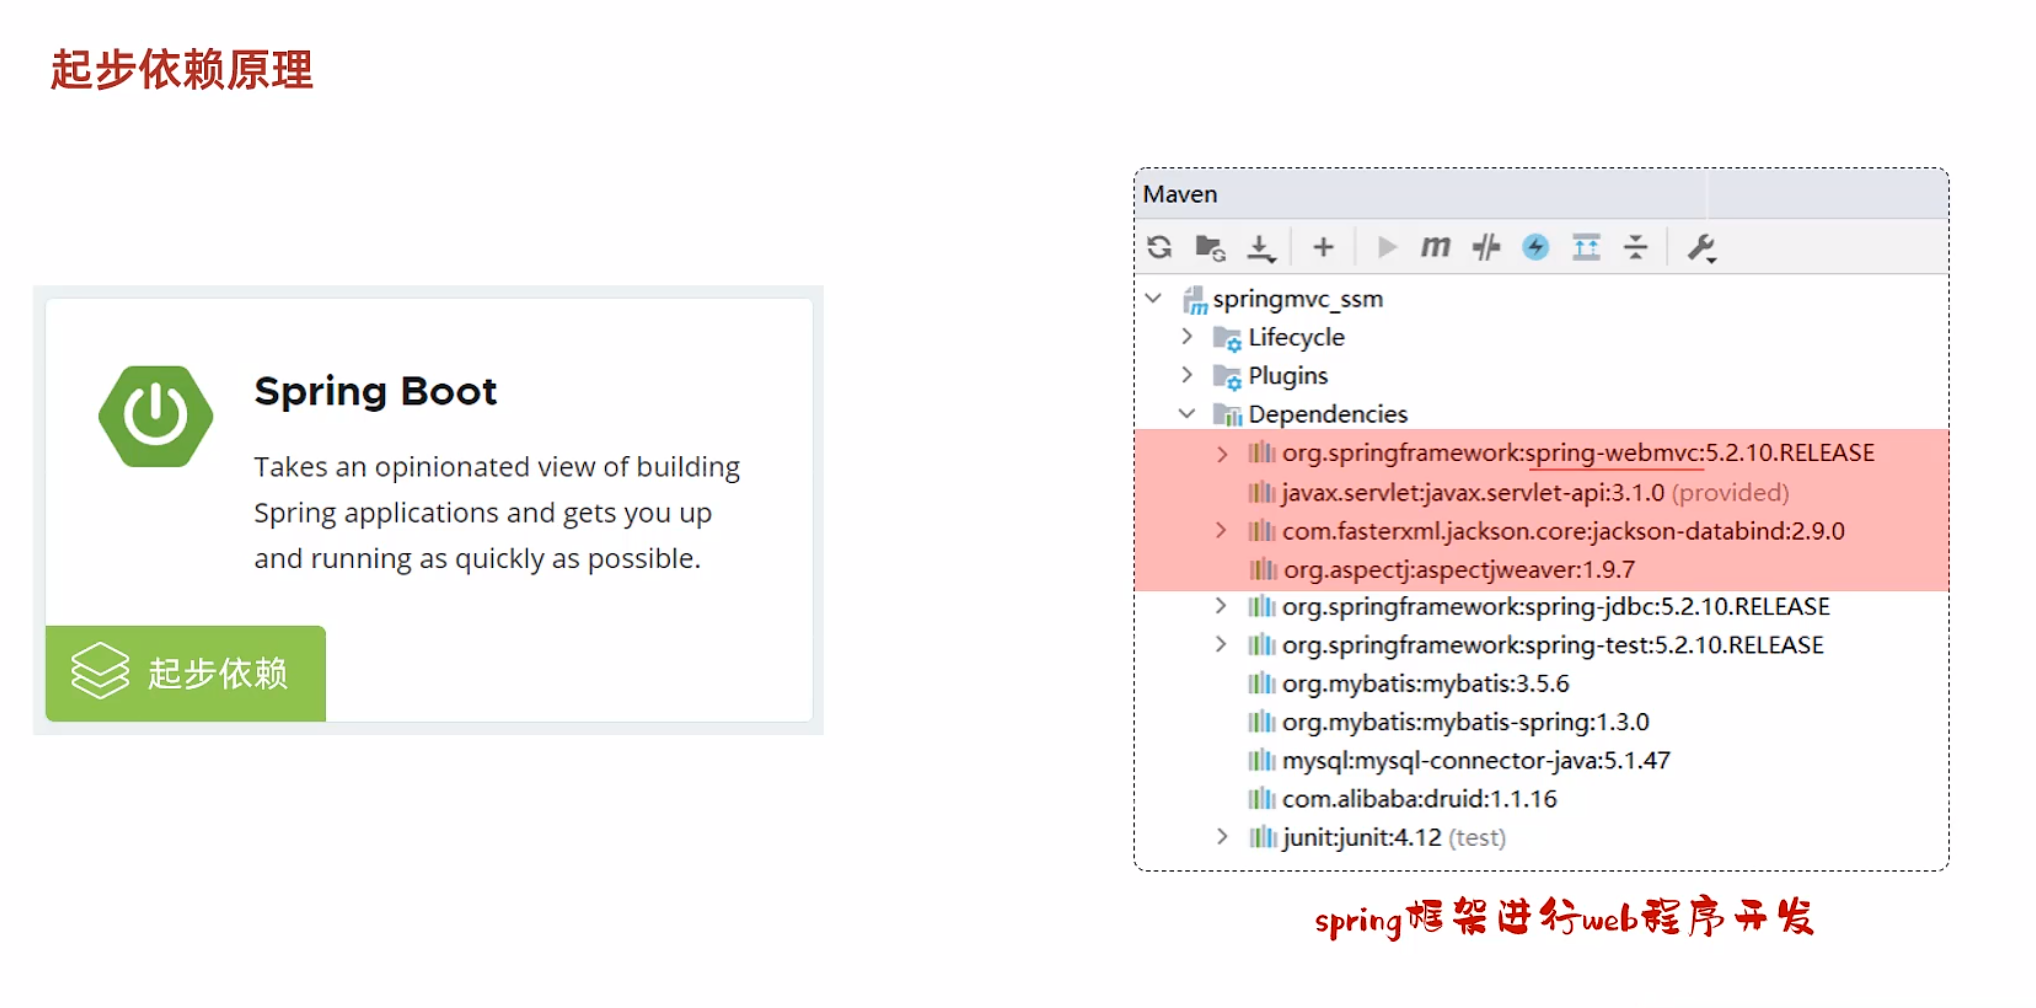 起步依赖原理
Spring Boot
Takes an opinionated view of building
Spring applications and gets you up
and running as quickly as possible.
起步依赖
Maven
m
springmvc_ssm
Lifecycle
Plugins
Dependencies
org.springframework:spring-webmvc:5.2.10.RELEASE
javax.servlet:javax.servlet-api:3.1.0 (provided)
com.fasterxml.jackson.core:jackson-databind:2.9.0
org.aspectj:aspectjweaver:1.9.7
org.springframework:spring-jdbc:5.2.10.RELEASE
org.springframework:spring-test:5.2.10.RELEASE
org.mybatis:mybatis:3.5.6
org.mybatis:mybatis-spring:1.3.0
mysql:mysql-connector-java:5.1.47
com.alibaba:druid:1.1.16
junit:junit:4.12 (test)
spring框架进行web程序开发